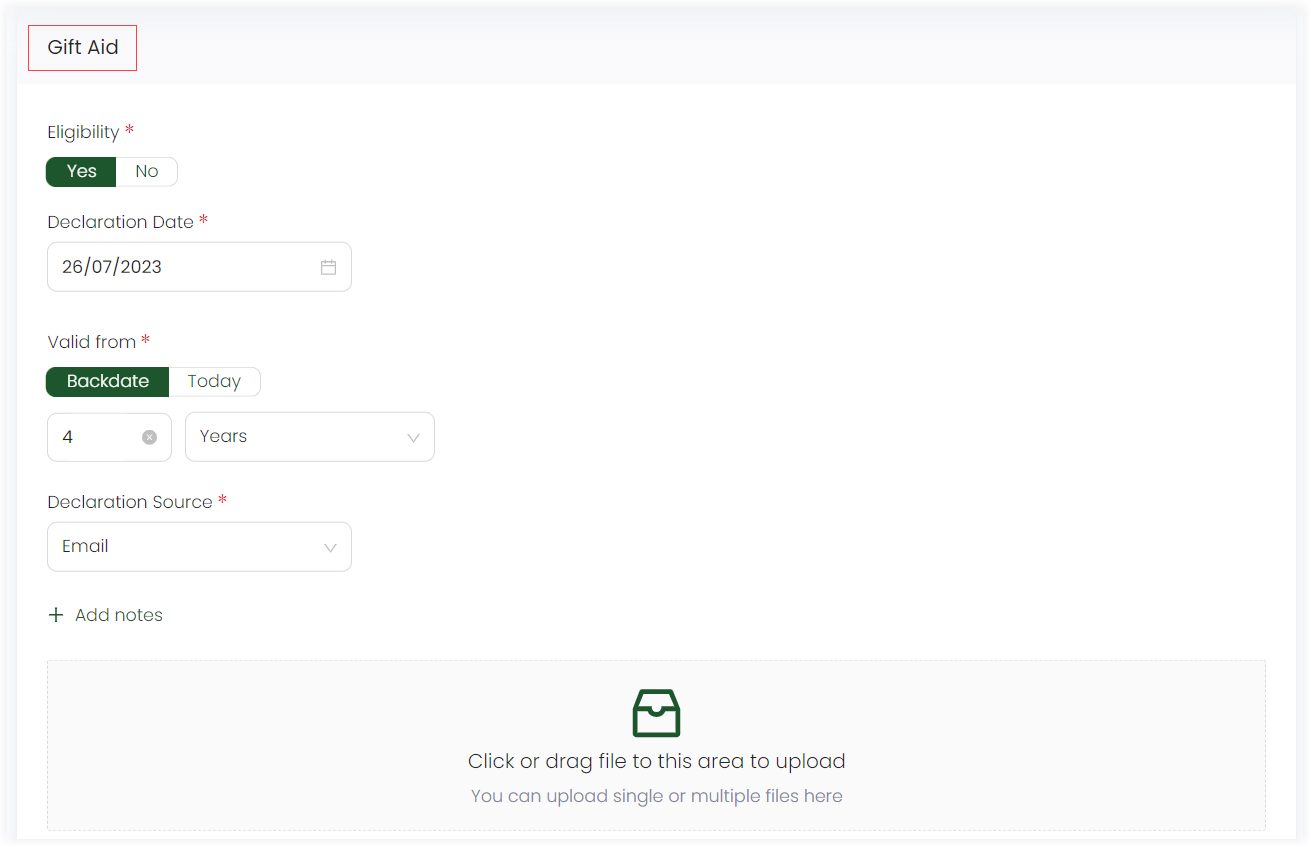 Gift Aid
Eligibility *
Yes No
Declaration Date *
26/07/2023
Valid from *
Backdate Today
4 Years
Declaration Source *
Email
+ Add notes
Click or drag file to this area to upload
You can upload single or multiple files here